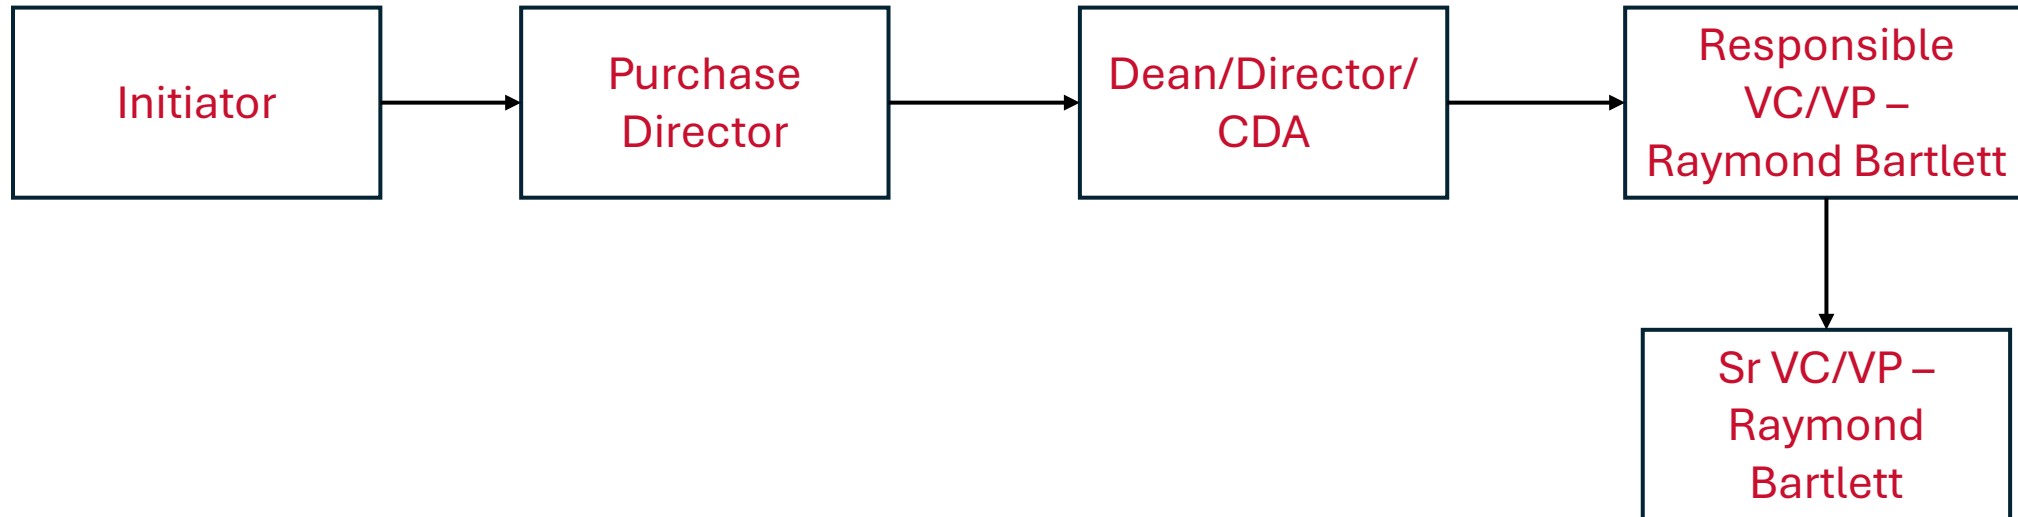 Initiator
Purchase
Director
Dean/Director/
CDA
Responsible
VC/VP –
Raymond Bartlett
Sr VC/VP –
Raymond
Bartlett